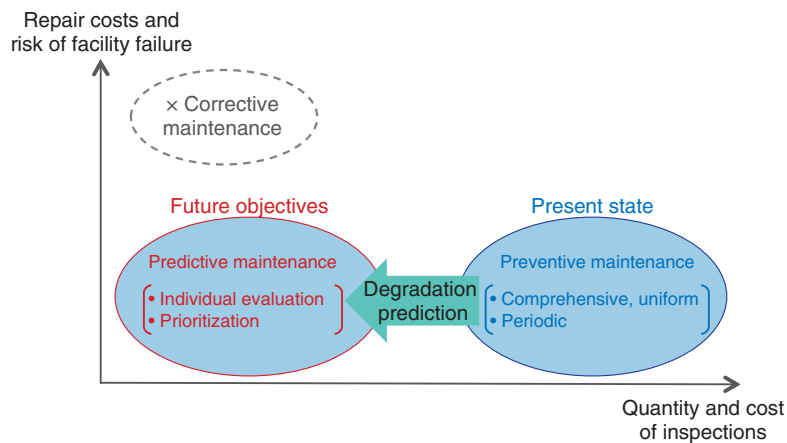 Repair costs and
risk of facility failure
× Corrective
maintenance
Future objectives
Present state
Predictive maintenance
• Individual evaluation
• Prioritization
Degradation
prediction
Preventive maintenance
• Comprehensive, uniform
• Periodic
Quantity and cost
of inspections